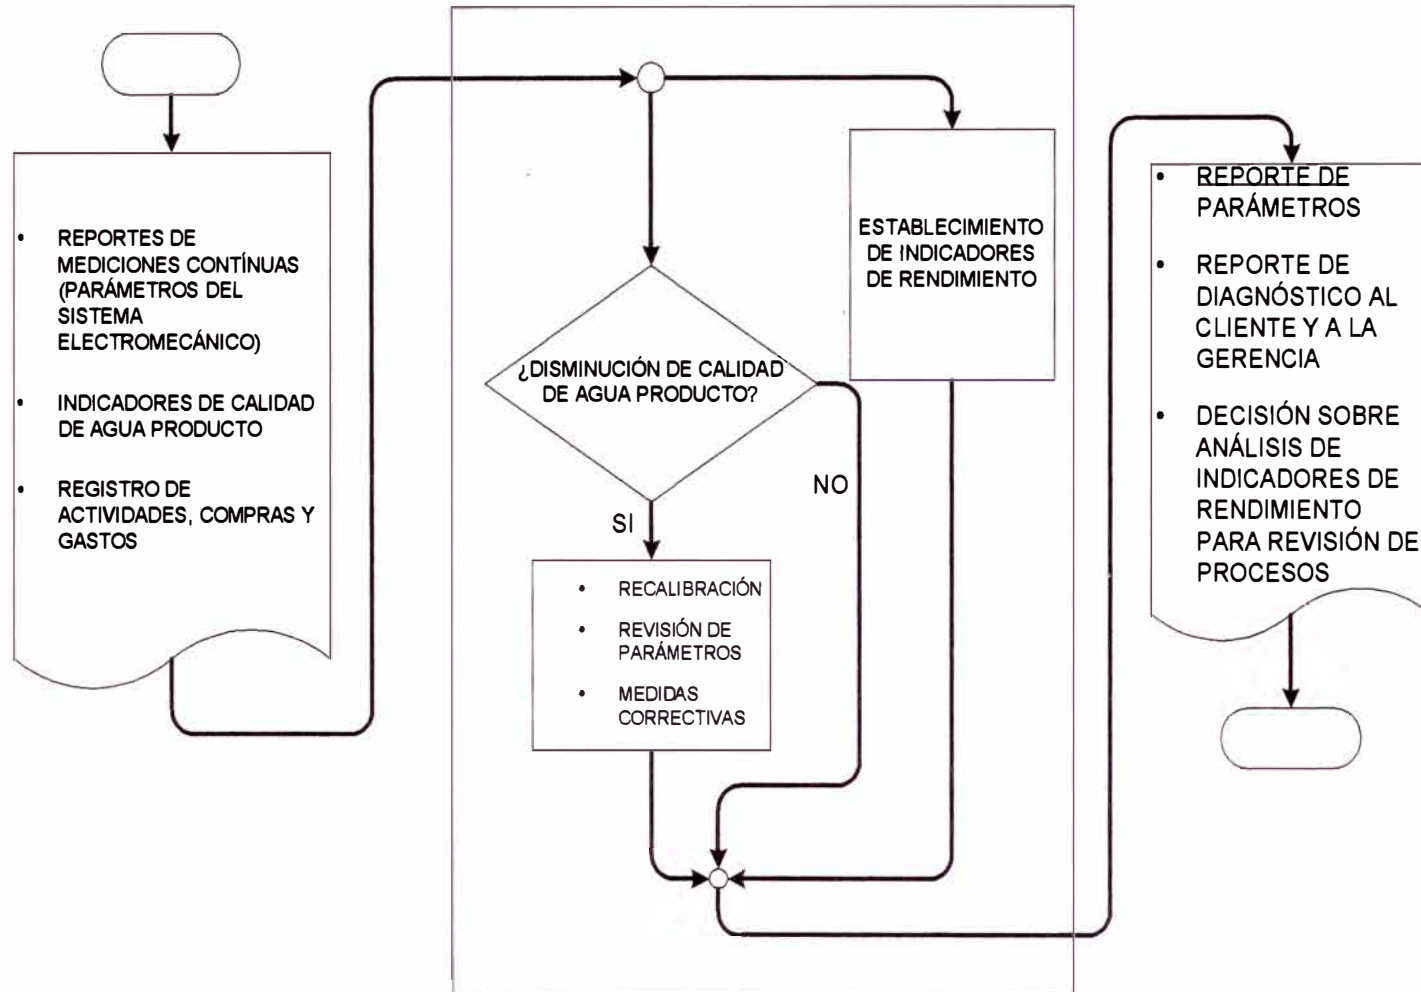 • REPORTES DE
MEDICIONES CONTÍNUAS
(PARÁMETROS DEL
SISTEMA
ELECTROMECÁNICO)
• INDICADORES DE CALIDAD
DE AGUA PRODUCTO
• REGISTRO DE
ACTIVIDADES, COMPRAS Y
GASTOS
¿DISMINUCIÓN DE CALIDAD
DE AGUA PRODUCTO?
NO
SI
• RECALIBRACIÓN
• REVISIÓN DE
PARÁMETROS
• MEDIDAS
CORRECTIVAS
ESTABLECIMIENTO
DE INDICADORES
DE RENDIMIENTO
• REPORTE DE
PARÁMETROS
• REPORTE DE
DIAGNÓSTICO AL
CLIENTE Y A LA
GERENCIA
• DECISIÓN SOBRE
ANÁLISIS DE
INDICADORES DE
RENDIMIENTO
PARA REVISIÓN DE
PROCESOS